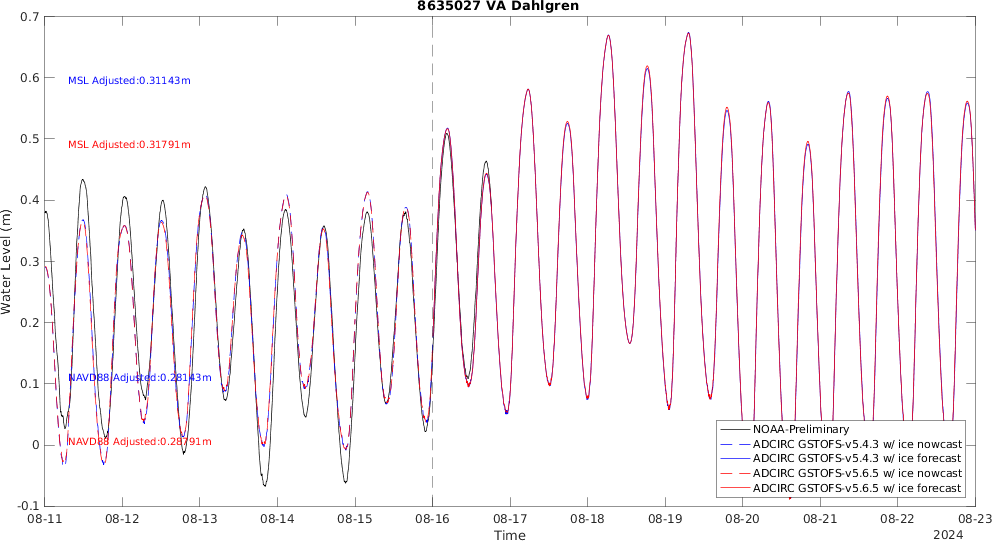 8635027 VA Dahlgren
Water Level (m)
0.7
0.6
0.5
0.4
0.3
0.2
0.1
0
-0.1
MSL Adjusted:0.31143m
MSL Adjusted:0.31791m
NAVD88 Adjusted:0.28143m
NAVD88 Adjusted:0.28791m
NOAA-Preliminary
ADCIRC GSTOFS-v5.4.3 w/ ice nowcast
ADCIRC GSTOFS-v5.4.3 w/ ice forecast
ADCIRC GSTOFS-v5.6.5 w/ ice nowcast
ADCIRC GSTOFS-v5.6.5 w/ ice forecast
08-11 08-12 08-13 08-14 08-15 08-16 08-17 08-18 08-19 08-20 08-21 08-22 08-23
Time
2024